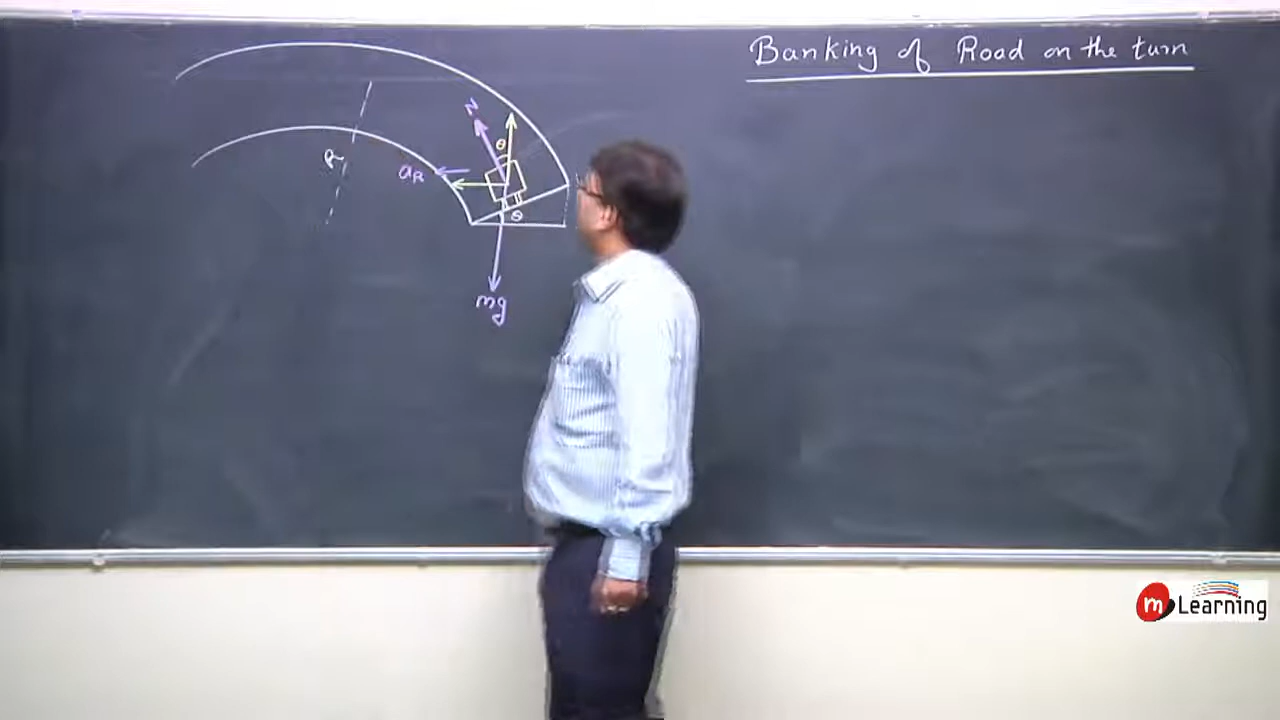 Banking of Road on the turn
N
θ
R
aR
θ
mg
m Learning